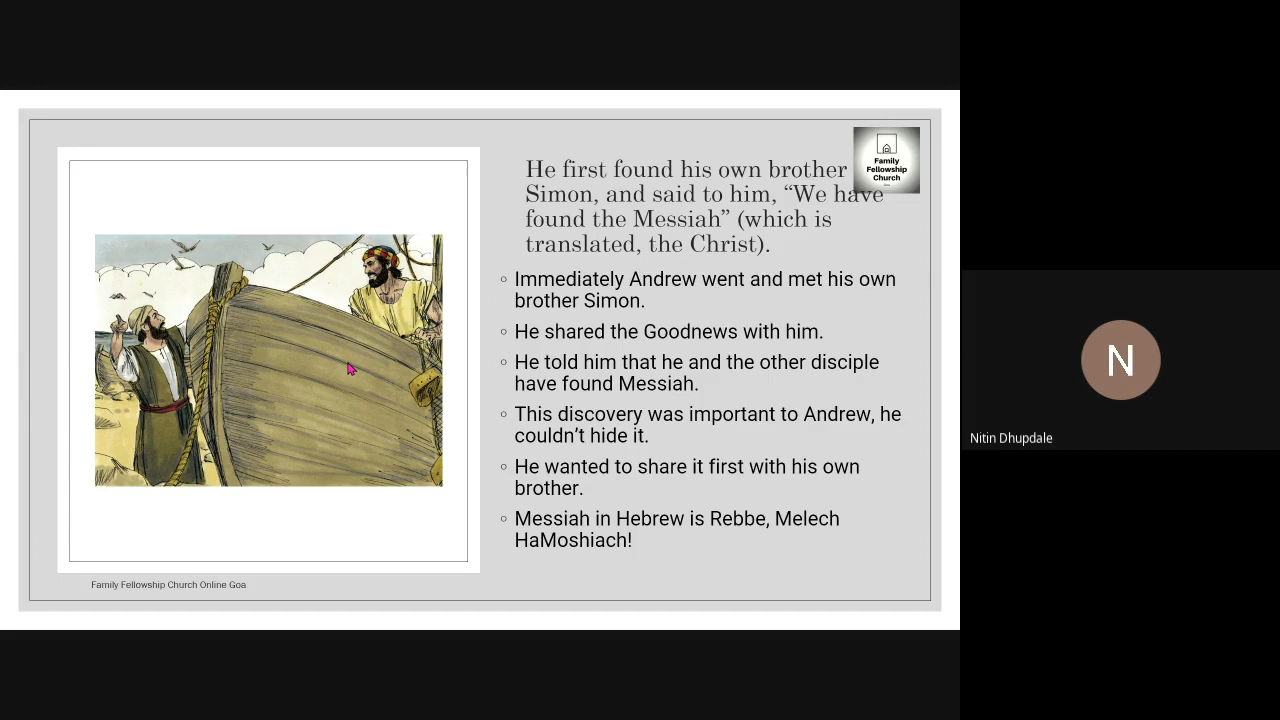 He first found his own brother
Simon, and said to him, “We have
found the Messiah” (which is
translated, the Christ).
Family
Fellowship
Church
◦ Immediately Andrew went and met his own
brother Simon.
◦ He shared the Goodnews with him.
◦ He told him that he and the other disciple
have found Messiah.
◦ This discovery was important to Andrew, he
couldn’t hide it.
◦ He wanted to share it first with his own
brother.
◦ Messiah in Hebrew is Rebbe, Melech
HaMoshiach!
Family Fellowship Church Online Goa
N
Nitin Dhupdale